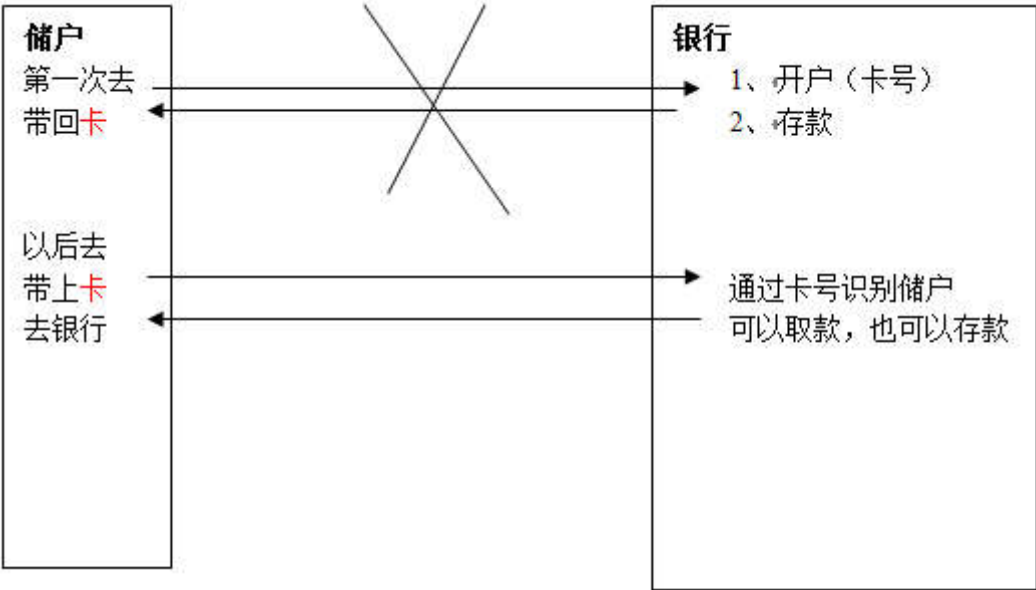 储户
第一次去
带回卡
以后去
带上卡
去银行
银行
1、开户（卡号）
2、存款
通过卡号识别储户
可以取款，也可以存款